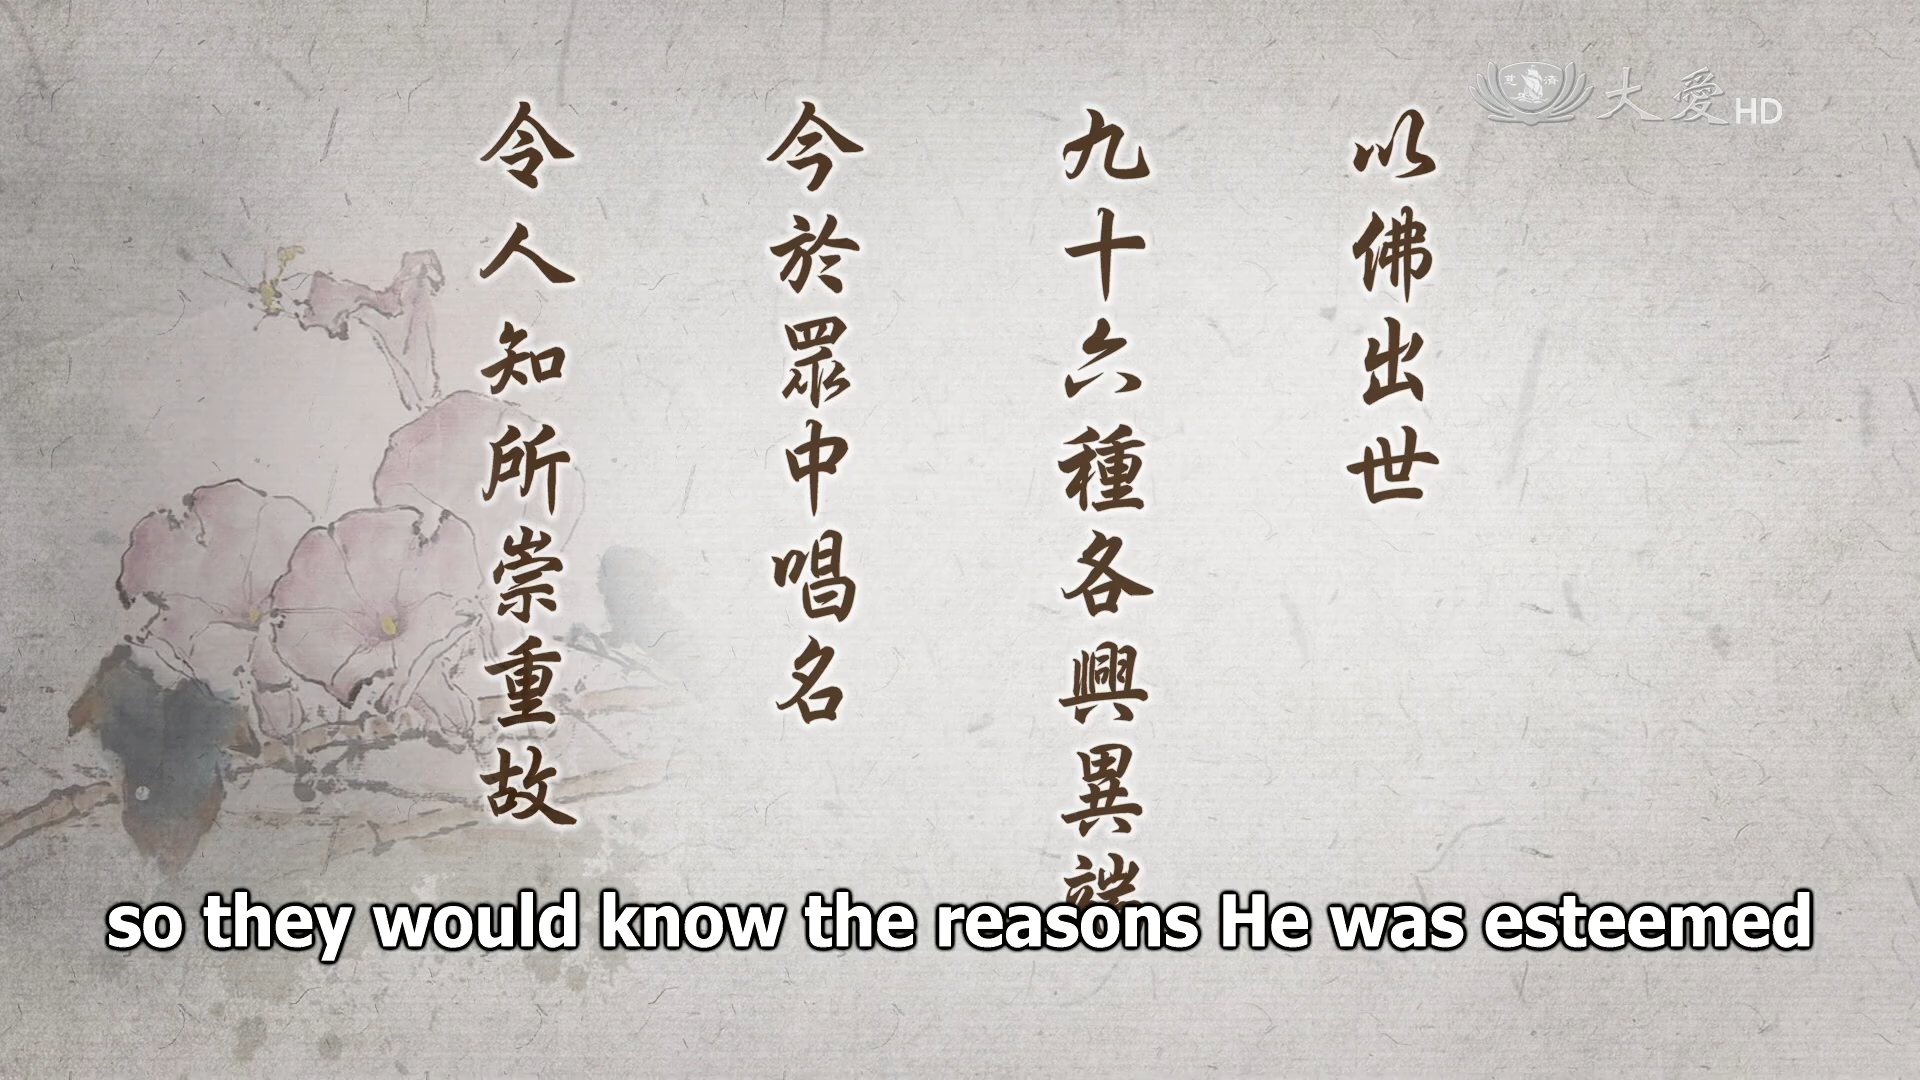 大愛HD
以佛出世
九十六種各興異端
今於眾中唱名
令人知所崇重故
so they would know the reasons He was esteemed